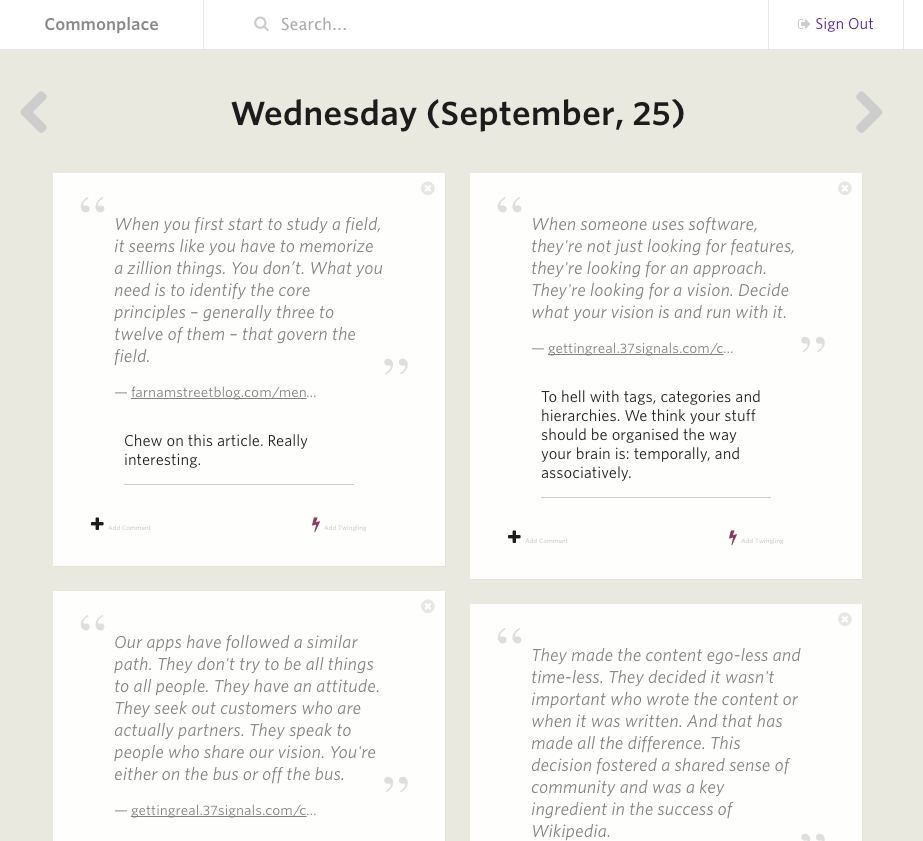 Commonplace
Search...
Sign Out
Wednesday (September, 25)
“
When you first start to study a field,
it seems like you have to memorize
a zillion things. You don’t. What you
need is to identify the core
principles – generally three to
twelve of them – that govern the
field.
”
— farnamstreetblog.com/men...
Chew on this article. Really
interesting.
Add Comment
Add Twingling
“
When someone uses software,
they're not just looking for features,
they're looking for an approach.
They're looking for a vision. Decide
what your vision is and run with it.
”
— gettingreal.37signals.com/c...
To hell with tags, categories and
hierarchies. We think your stuff
should be organised the way
your brain is: temporally, and
associatively.
Add Comment
Add Twingling
“
Our apps have followed a similar
path. They don't try to be all things
to all people. They have an attitude.
They seek out customers who are
actually partners. They speak to
people who share our vision. You're
either on the bus or off the bus.
”
— gettingreal.37signals.com/c...
“
They made the content ego-less and
time-less. They decided it wasn't
important who wrote the content or
when it was written. And that has
made all the difference. This
decision fostered a shared sense of
community and was a key
ingredient in the success of
Wikipedia.
”